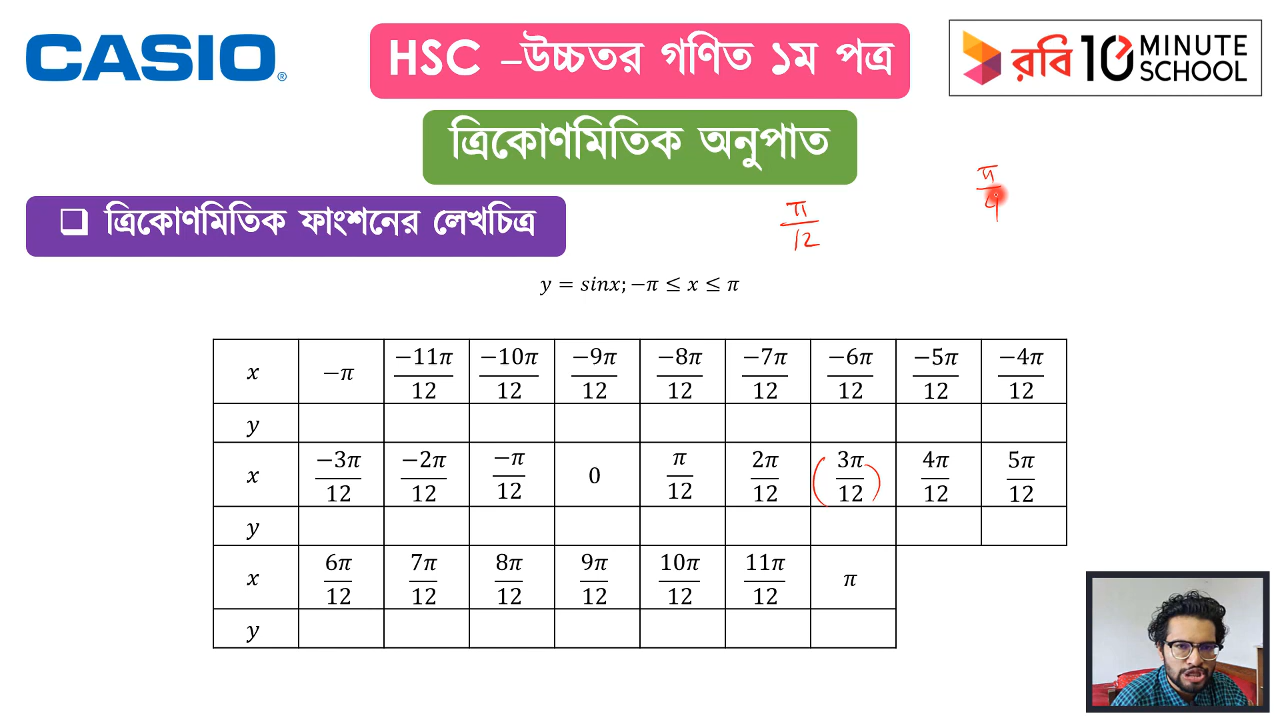 CASIO®
HSC –উচ্চতর গণিত ১ম পত্র
রবি 10 MINUTE SCHOOL
ত্রিকোণমিতিক অনুপাত
❑ ত্রিকোণমিতিক ফাংশনের লেখচিত্র
π/12
π/4
y = sinx; −π ≤ x ≤ π
x −π −11π/12 −10π/12 −9π/12 −8π/12 −7π/12 −6π/12 −5π/12 −4π/12
y
x −3π/12 −2π/12 −π/12 0 π/12 2π/12 (3π/12) 4π/12 5π/12
y
x 6π/12 7π/12 8π/12 9π/12 10π/12 11π/12 π
y